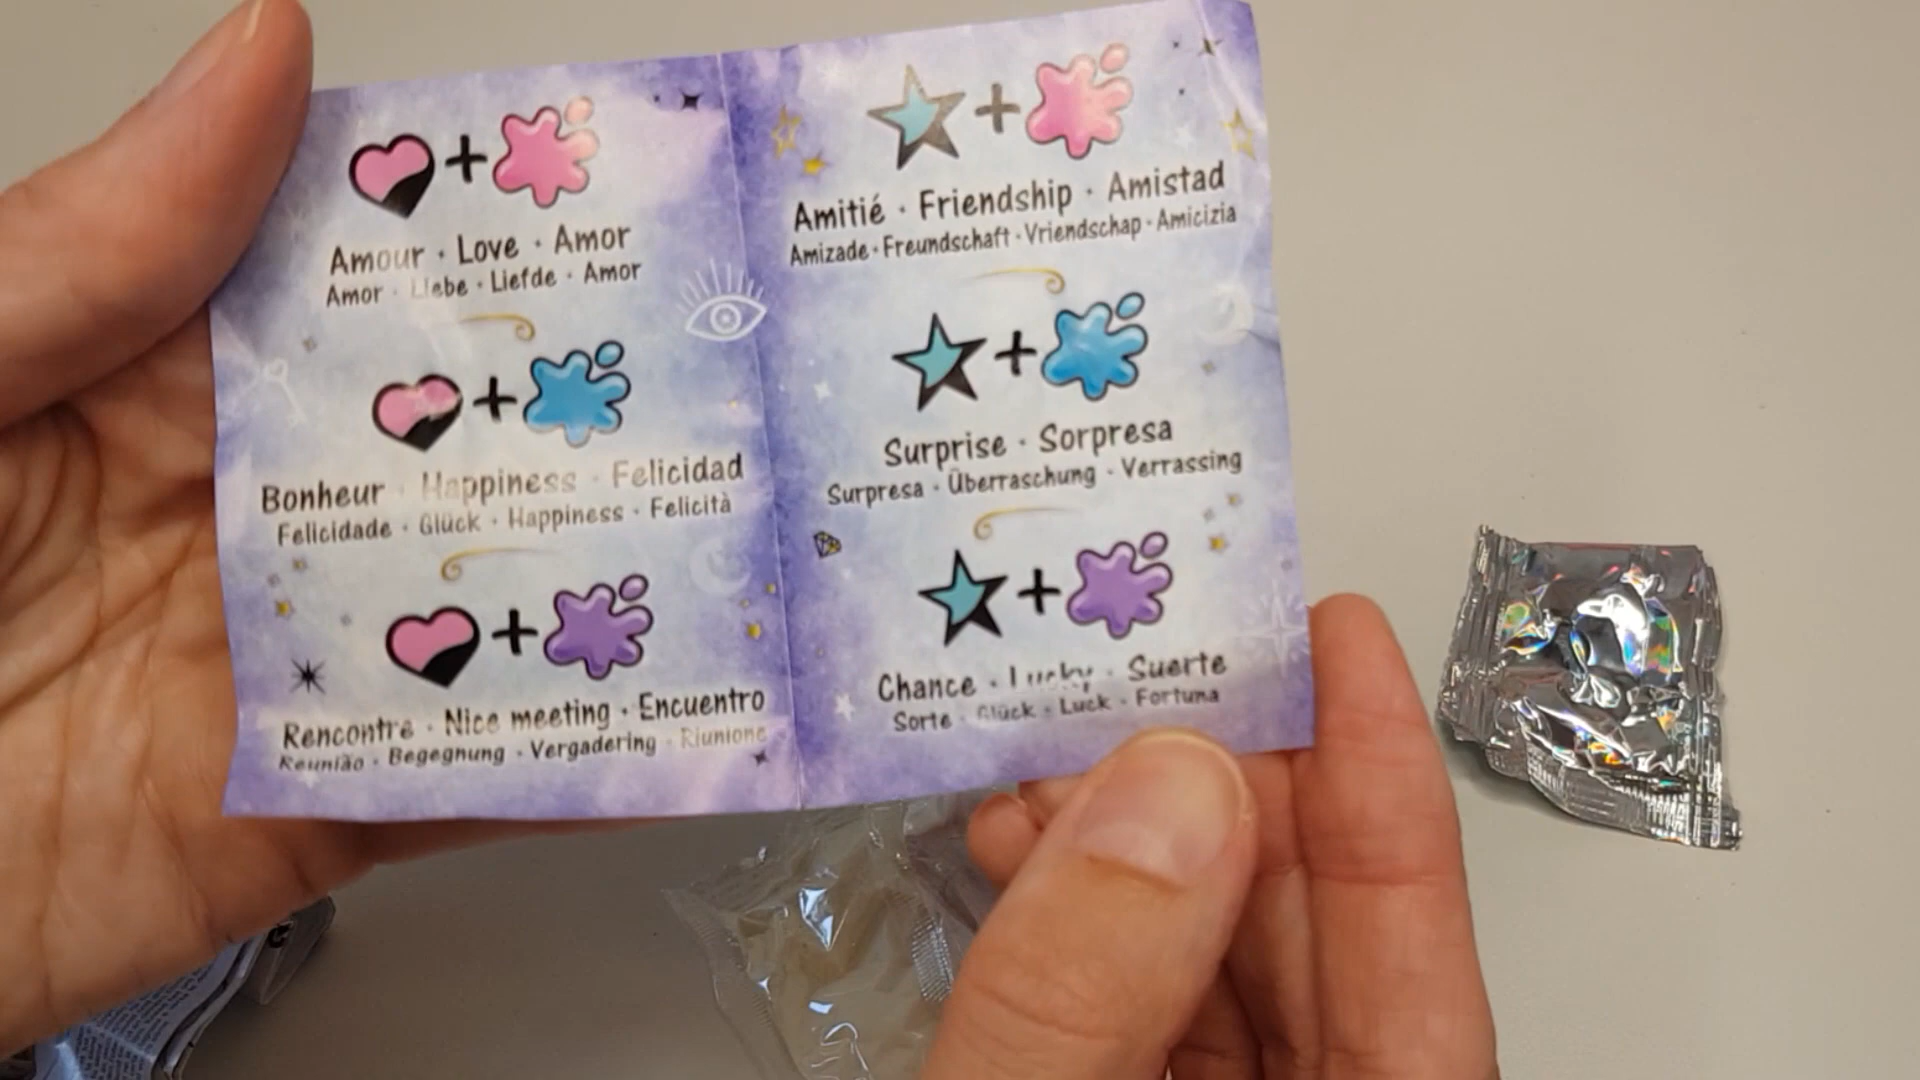 Amour · Love · Amor
Amor · Liebe · Liefde · Amor
Bonheur · Happiness · Felicidad
Felicidade · Glück · Happiness · Felicità
Rencontre · Nice meeting · Encuentro
Reunião · Begegnung · Vergadering · Riunione
Amitié · Friendship · Amistad
Amizade · Freundschaft · Vriendschap · Amicizia
Surprise · Sorpresa
Surpresa · Überraschung · Verrassing
Chance · Lucky · Suerte
Sorte · Glück · Luck · Fortuna